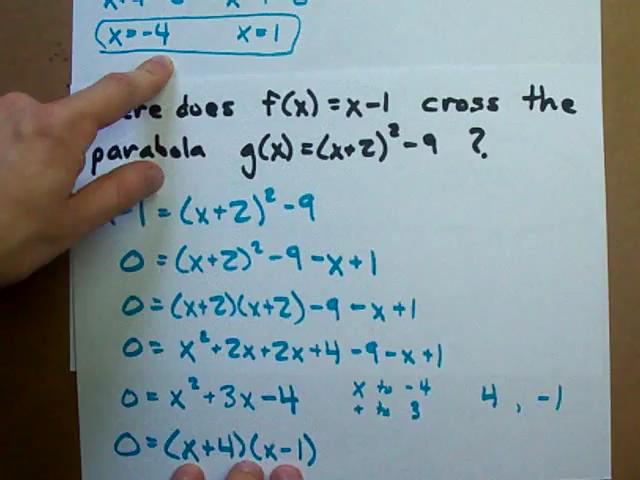 x=-4 x=1
does f(x)=x-1 cross the
parabola g(x)=(x+2)²-9 ?
-1=(x+2)²-9
0=(x+2)²-9-x+1
0=(x+2)(x+2)-9-x+1
0=x²+2x+2x+4-9-x+1
0=x²+3x-4 x to -4 4, -1
+ to 3
0=(x+4)(x-1)